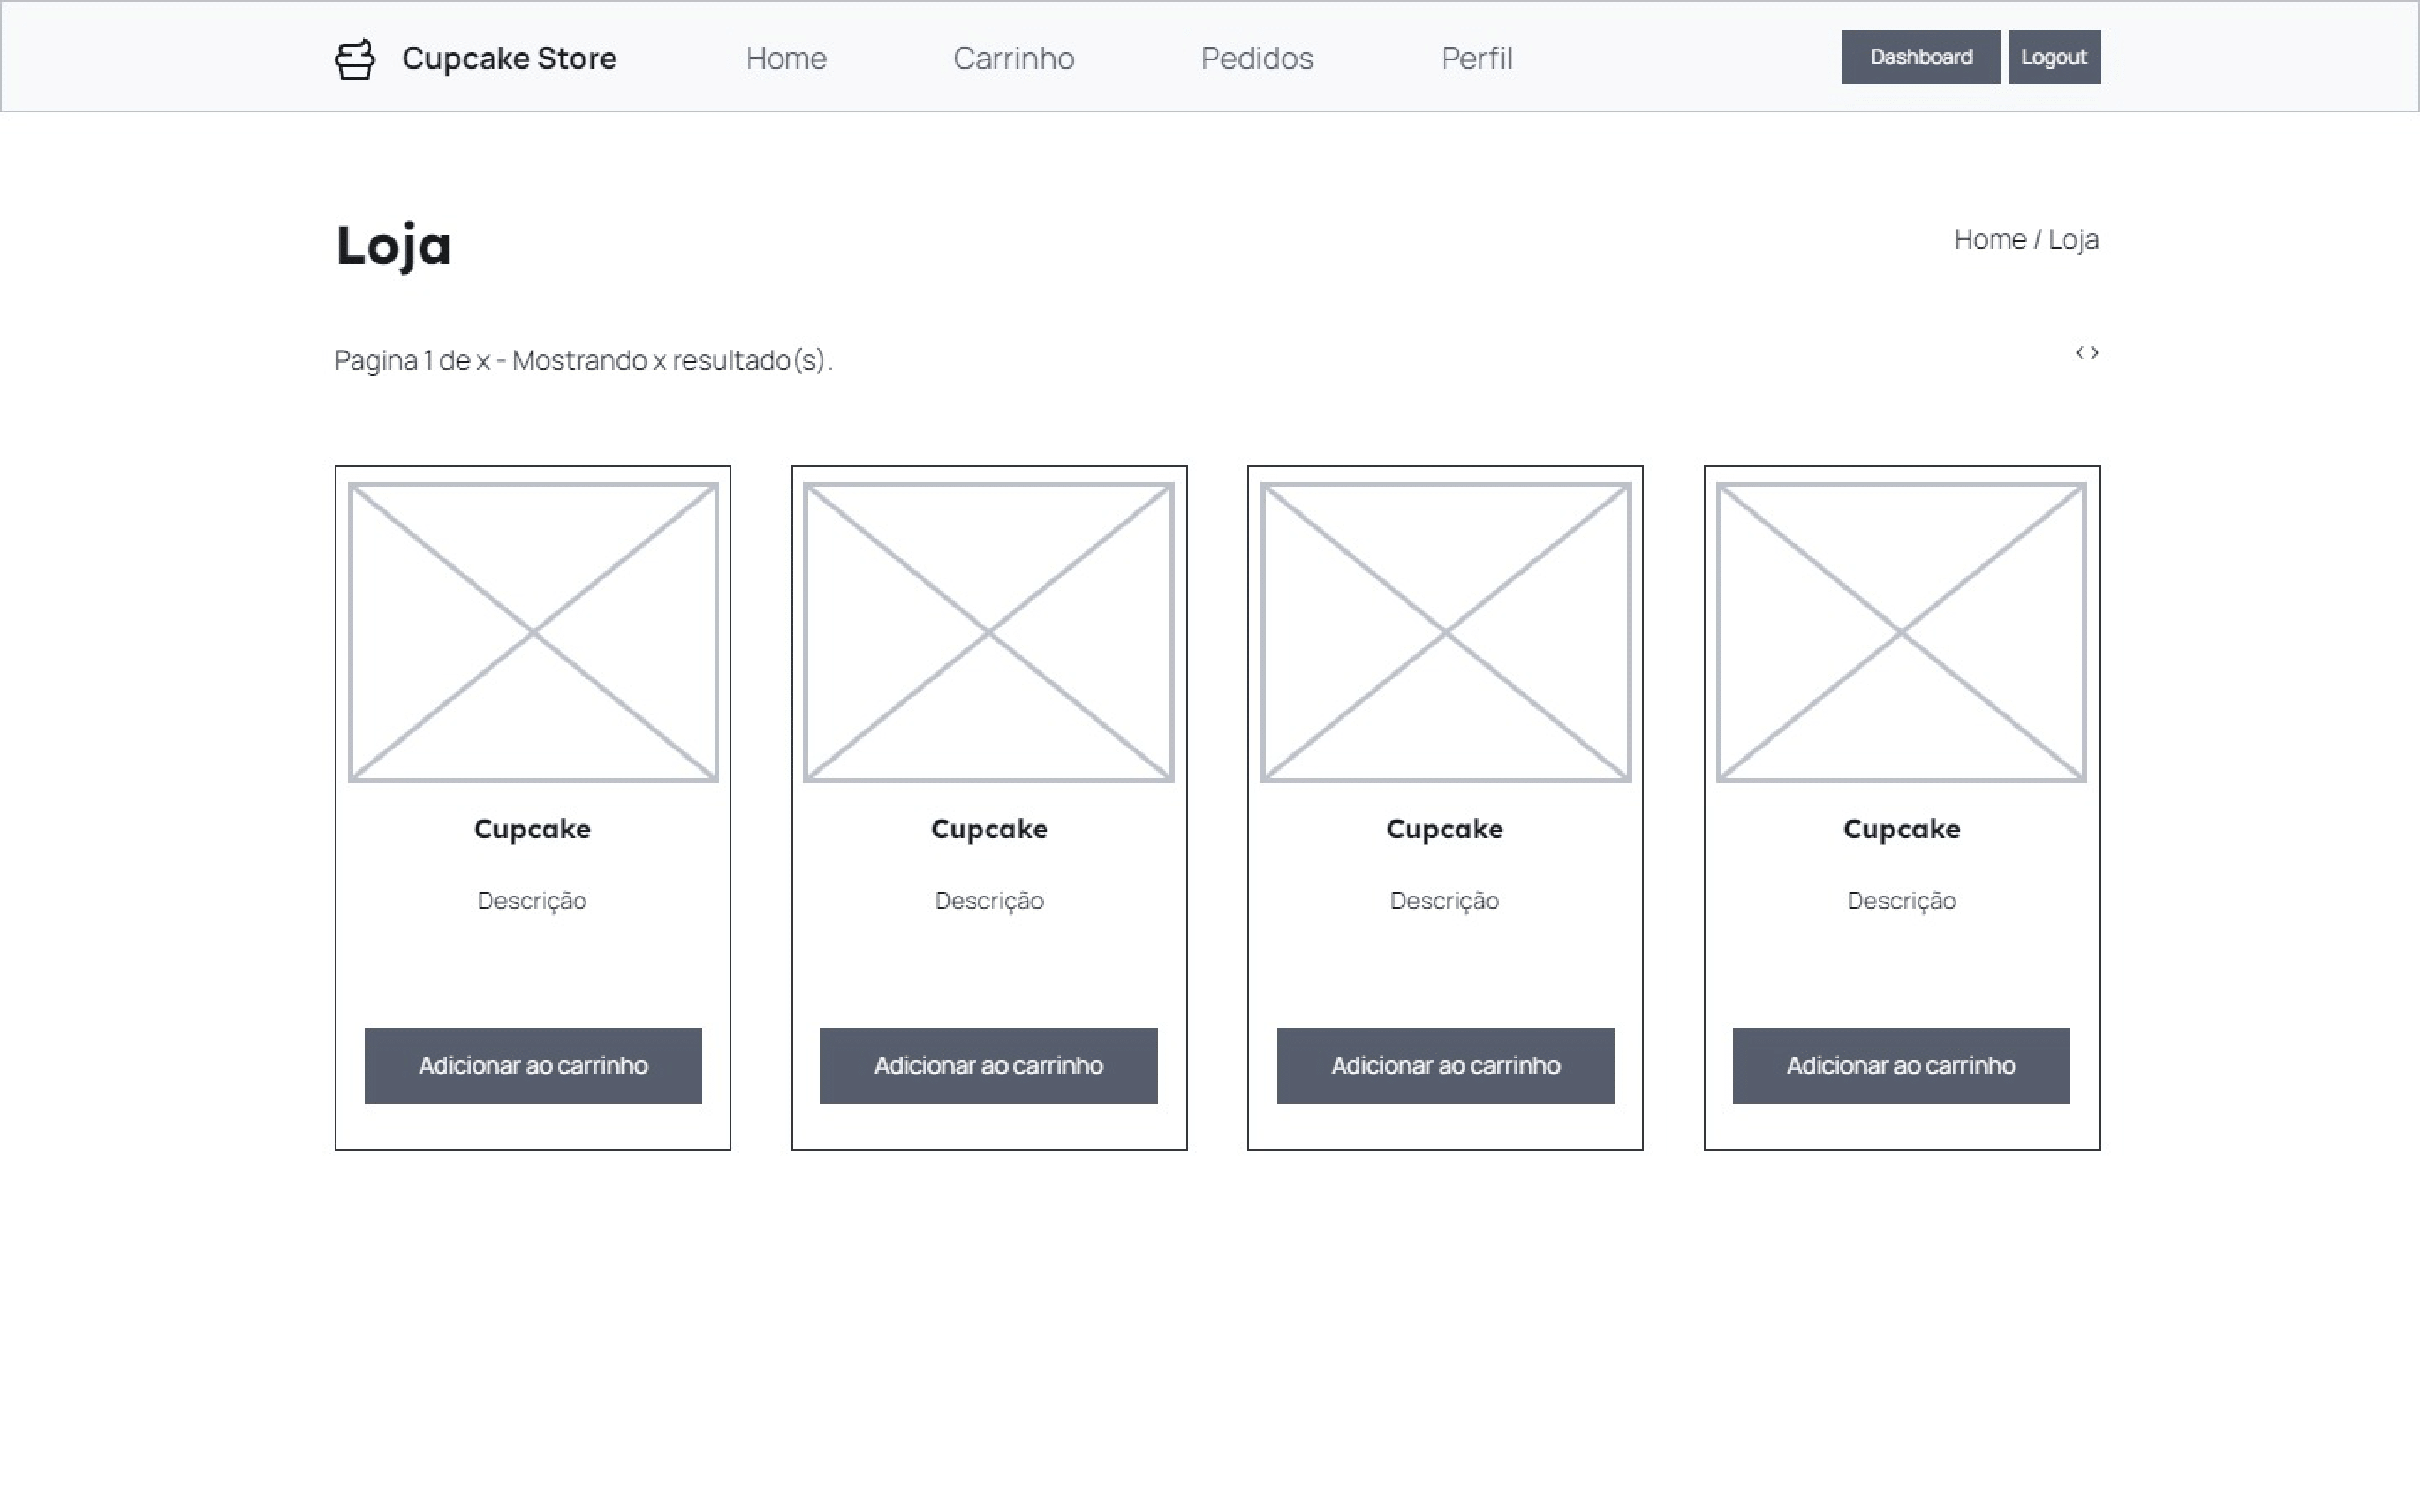 Cupcake Store Home Carrinho Pedidos Perfil Dashboard Logout
Loja Home / Loja
Pagina 1 de x - Mostrando x resultado(s). < >
Cupcake Cupcake Cupcake Cupcake
Descrição Descrição Descrição Descrição
Adicionar ao carrinho Adicionar ao carrinho Adicionar ao carrinho Adicionar ao carrinho